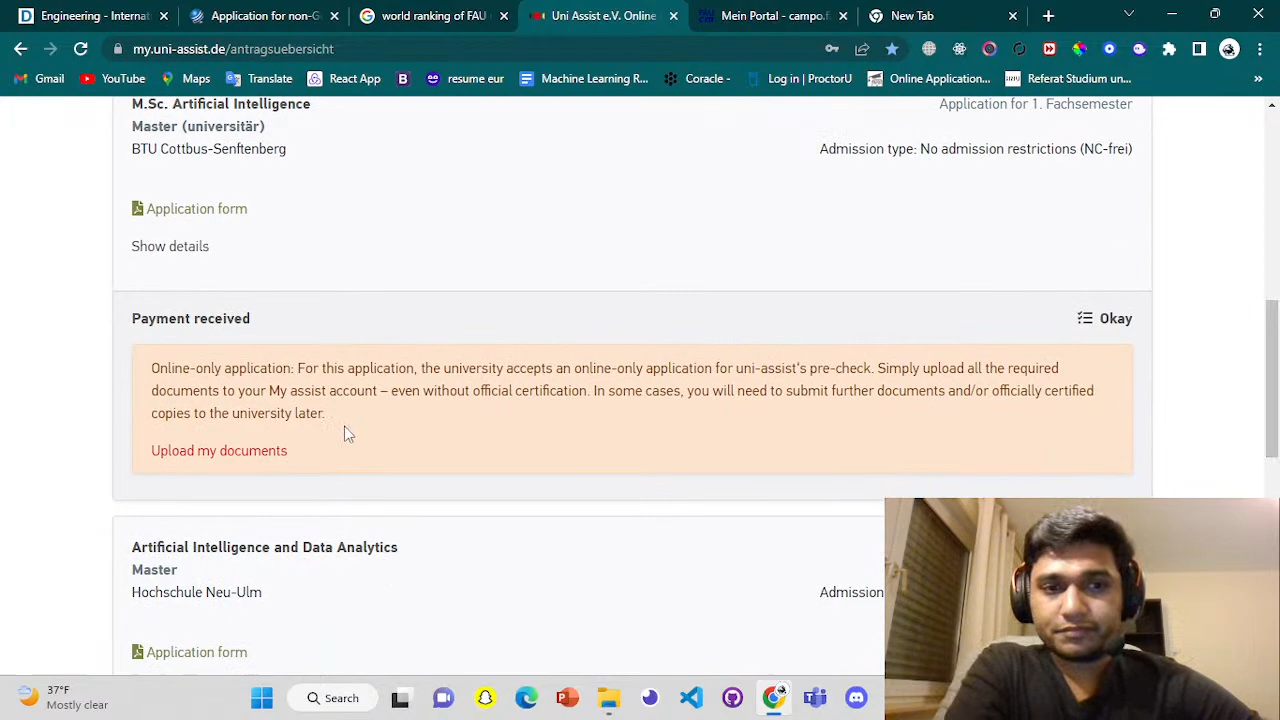 Engineering - Internat
Application for non-G
world ranking of FAU
Uni Assist e.V. Online
Mein Portal - campo.f
New Tab
my.uni-assist.de/antragsuebersicht
Gmail
YouTube
Maps
Translate
React App
resume eur
Machine Learning R...
Coracle -
Log in | ProctorU
Online Application...
Referat Studium un...
M.Sc. Artificial Intelligence
Application for 1. Fachsemester
Master (universitär)
BTU Cottbus-Senftenberg
Admission type: No admission restrictions (NC-frei)
Application form
Show details
Payment received
Okay
Online-only application: For this application, the university accepts an online-only application for uni-assist's pre-check. Simply upload all the required
documents to your My assist account – even without official certification. In some cases, you will need to submit further documents and/or officially certified
copies to the university later.
Upload my documents
Artificial Intelligence and Data Analytics
Master
Hochschule Neu-Ulm
Admission
Application form
37°F
Mostly clear
Search